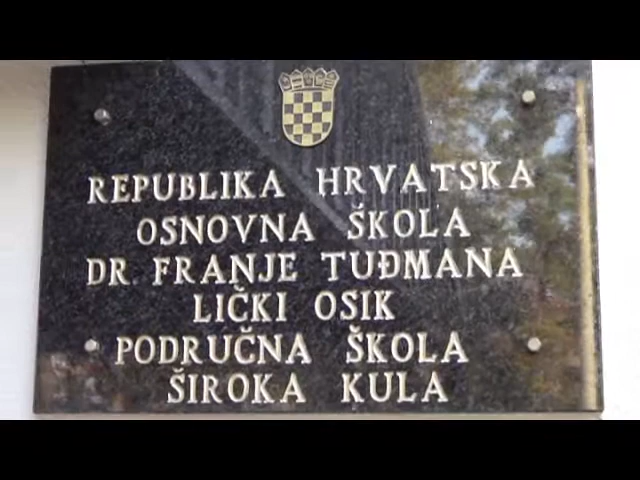 REPUBLIKA HRVATSKA
OSNOVNA ŠKOLA
DR. FRANJE TUĐMANA
LIČKI OSIK
PODRUČNA ŠKOLA
ŠIROKA KULA